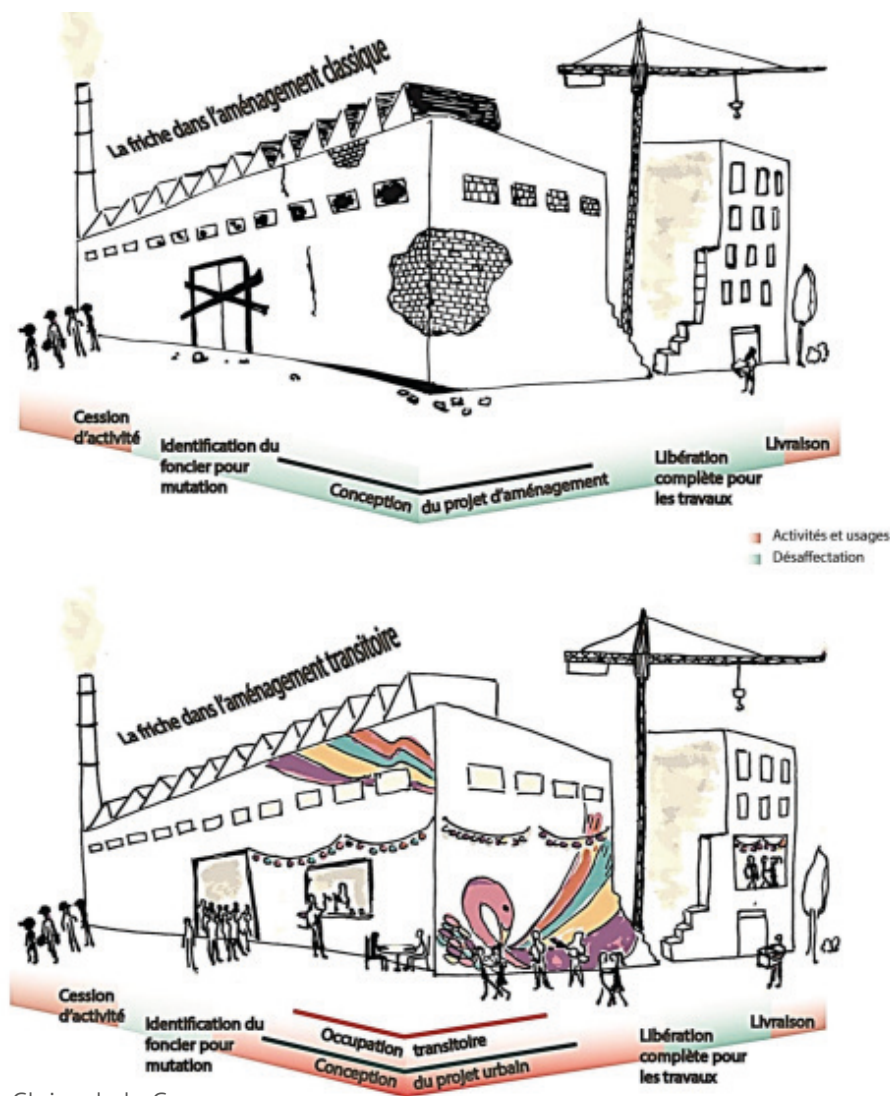 La friche dans l'aménagement classique
Cession
d'activité
Identification du
foncier pour
mutation
Conception du projet d'aménagement
Libération
complète pour
les travaux
Livraison
Activités et usages
Désaffectation
La friche dans l'aménagement transitoire
Cession
d'activité
Identification du
foncier pour
mutation
Occupation transitoire
Conception du projet urbain
Libération
complète pour
les travaux
Livraison